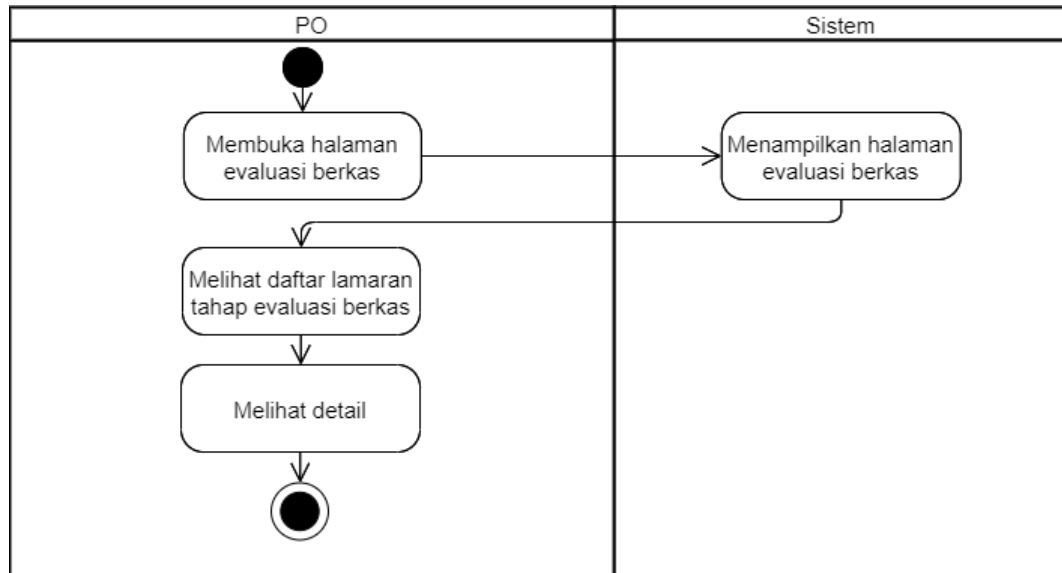 PO
Sistem
Membuka halaman
evaluasi berkas
Menampilkan halaman
evaluasi berkas
Melihat daftar lamaran
tahap evaluasi berkas
Melihat detail